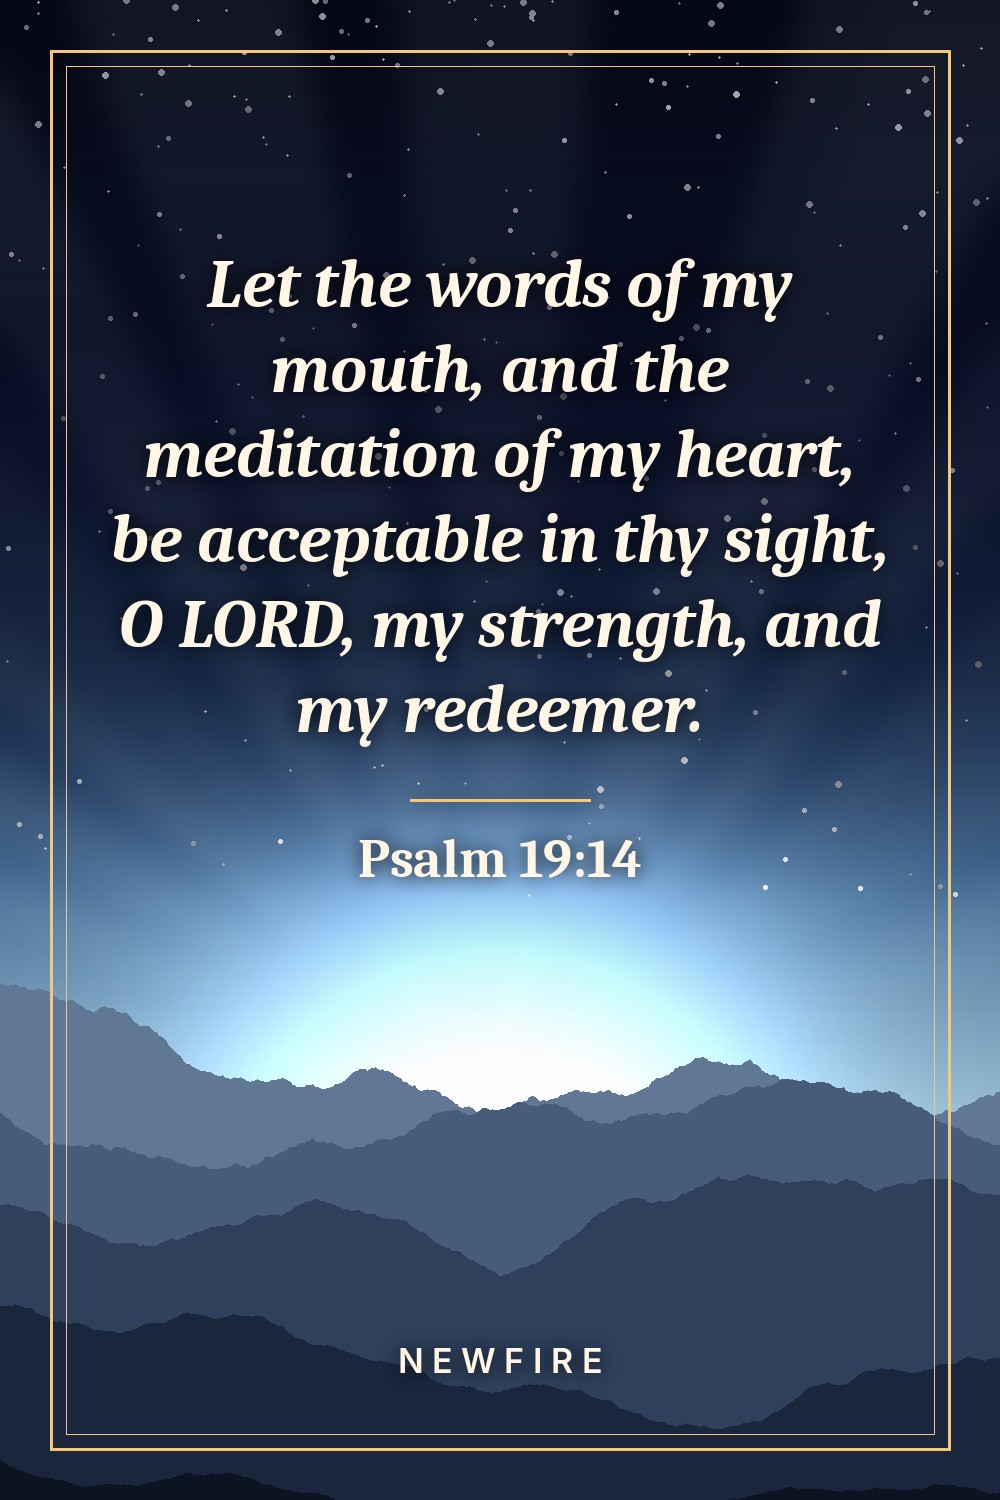 Let the words of my
mouth, and the
meditation of my heart,
be acceptable in thy sight,
O LORD, my strength, and
my redeemer.
Psalm 19:14
NEWFIRE